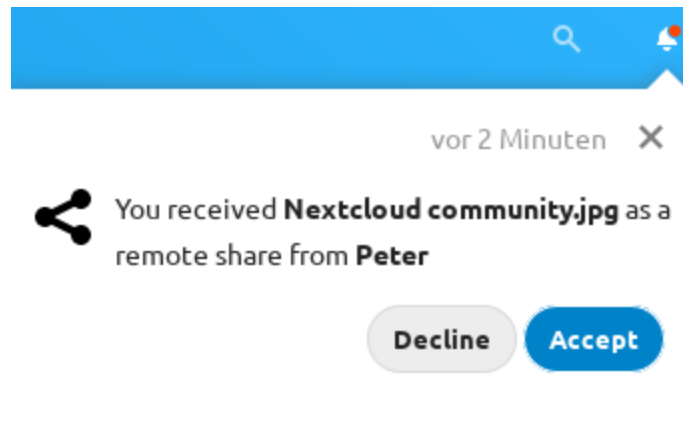 vor 2 Minuten
You received Nextcloud community.jpg as a
remote share from Peter
Decline Accept